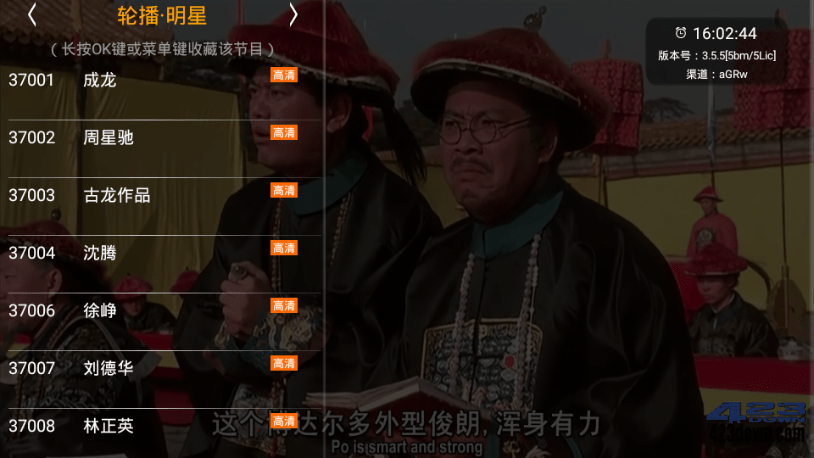 轮播·明星
（长按OK键或菜单键收藏该节目）
37001 成龙 高清
37002 周星驰 高清
37003 古龙作品 高清
37004 沈腾 高清
37006 徐峥 高清
37007 刘德华 高清
37008 林正英 高清
16:02:44
版本号：3.5.5[5bm/5Lic]
渠道：aGRw
这个 达尔多外型俊朗,浑身有力
Po is smart and strong
423